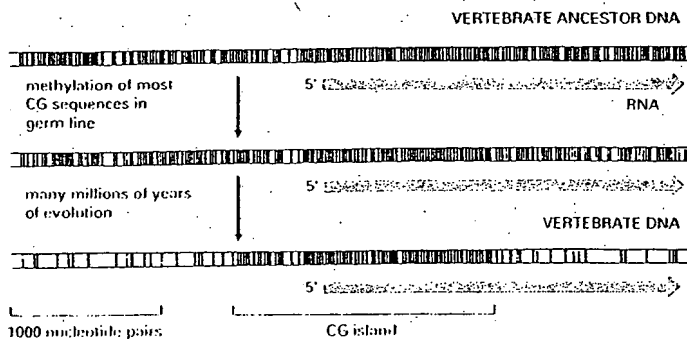 VERTEBRATE ANCESTOR DNA
methylation of most
CG sequences in
germ line
5'
RNA
many millions of years
of evolution
5'
VERTEBRATE DNA
5'
1000 nucleotide pairs
CG island